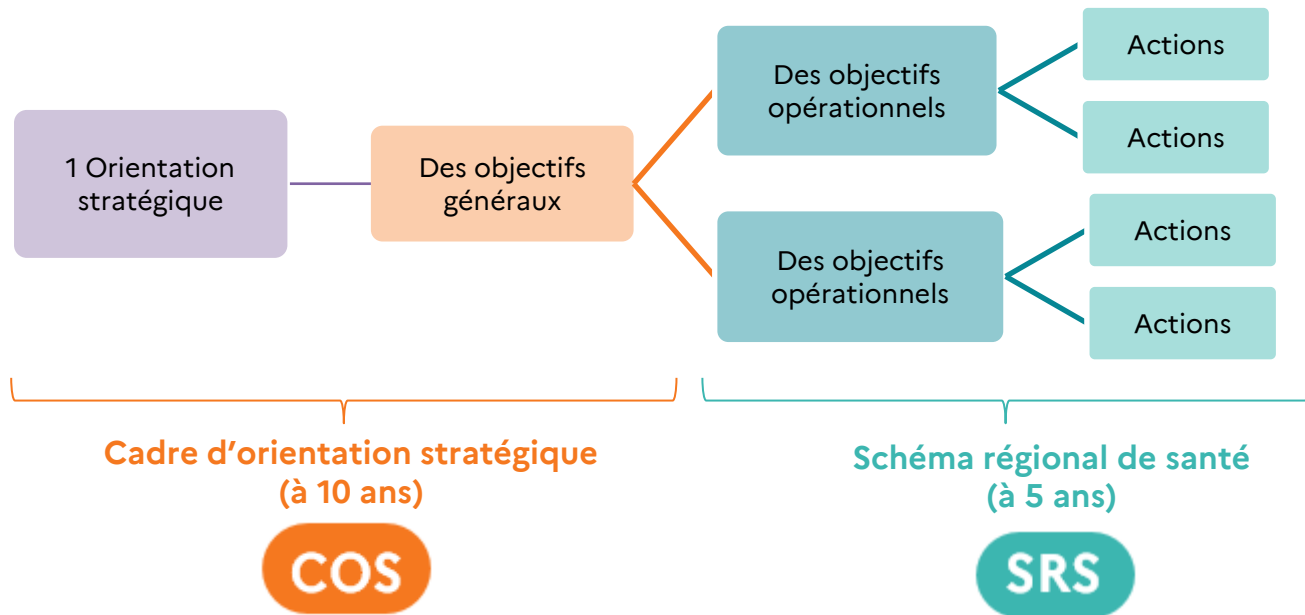 1 Orientation
stratégique
Des objectifs
généraux
Des objectifs
opérationnels
Actions
Actions
Des objectifs
opérationnels
Actions
Actions
Cadre d’orientation stratégique
(à 10 ans)
COS
Schéma régional de santé
(à 5 ans)
SRS